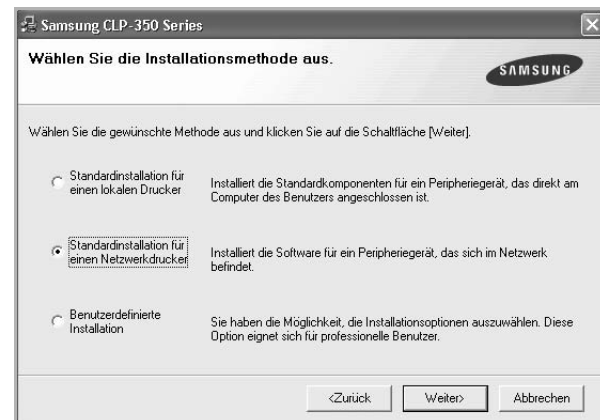 Samsung CLP-350 Series
Wählen Sie die Installationsmethode aus.
SAMSUNG
Wählen Sie die gewünschte Methode aus und klicken Sie auf die Schaltfläche [Weiter].
Standardinstallation für
einen lokalen Drucker
Installiert die Standardkomponenten für ein Peripheriegerät, das direkt am
Computer des Benutzers angeschlossen ist.
Standardinstallation für
einen Netzwerkdrucker
Installiert die Software für ein Peripheriegerät, das sich im Netzwerk
befindet.
Benutzerdefinierte
Installation
Sie haben die Möglichkeit, die Installationsoptionen auszuwählen. Diese
Option eignet sich für professionelle Benutzer.
<Zurück
Weiter>
Abbrechen